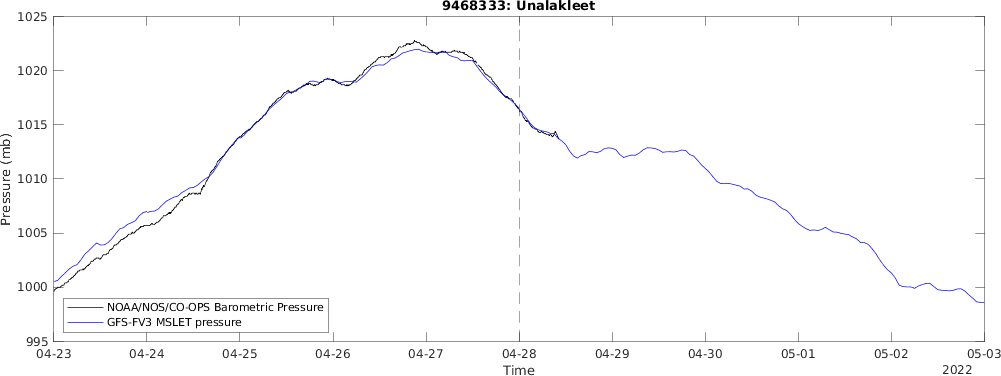 9468333: Unalakleet
1025
1020
1015
1010
1005
1000
995
Pressure (mb)
NOAA/NOS/CO-OPS Barometric Pressure
GFS-FV3 MSLET pressure
04-23 04-24 04-25 04-26 04-27 04-28 04-29 04-30 05-01 05-02 05-03
Time
2022